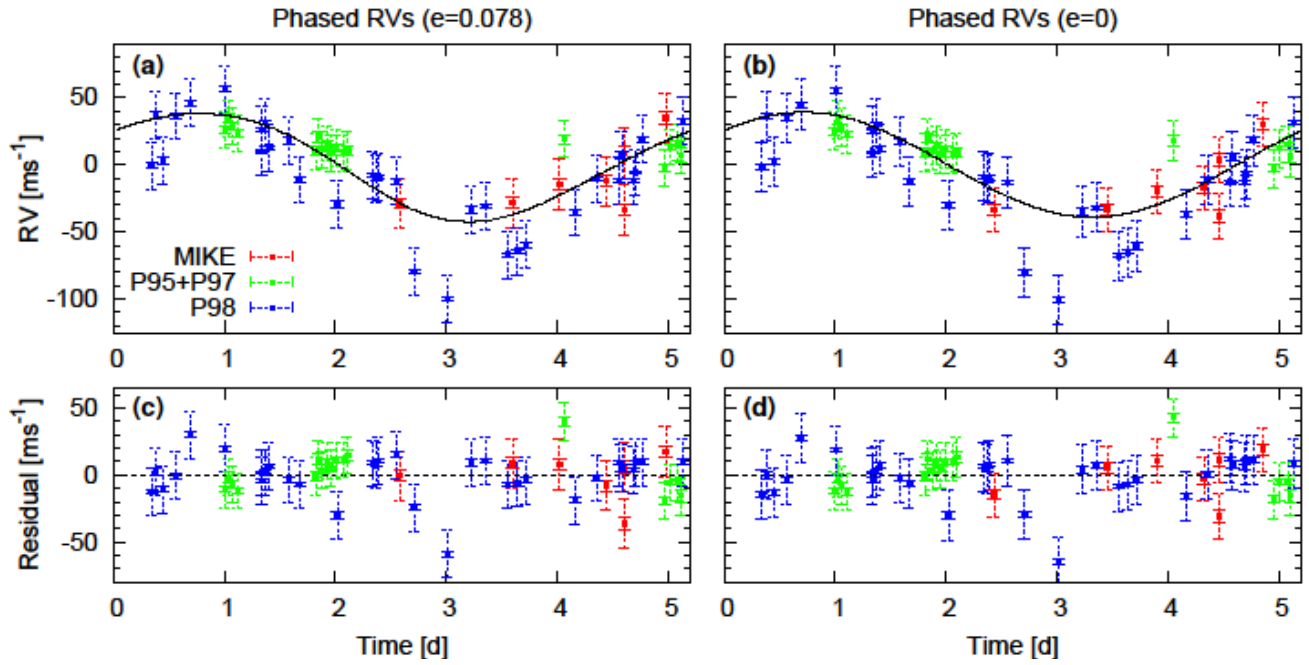 Phased RVs (e=0.078)
Phased RVs (e=0)
(a)
(b)
50
0
-50
-100
RV [ms-1]
MIKE
P95+P97
P98
0 1 2 3 4 5
0 1 2 3 4 5
(c)
(d)
50
0
-50
Residual [ms-1]
0 1 2 3 4 5
0 1 2 3 4 5
Time [d]
Time [d]